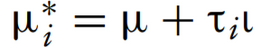 μ*ᵢ = μ + τᵢι